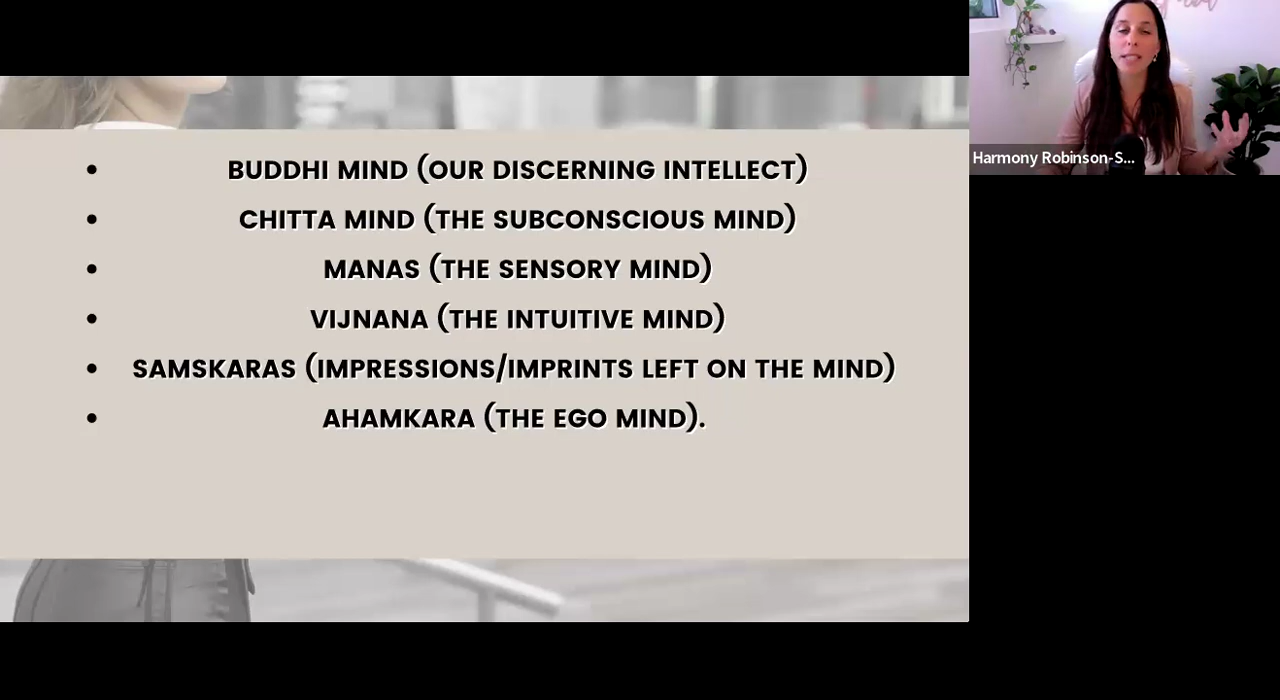 • BUDDHI MIND (OUR DISCERNING INTELLECT)
• CHITTA MIND (THE SUBCONSCIOUS MIND)
• MANAS (THE SENSORY MIND)
• VIJNANA (THE INTUITIVE MIND)
• SAMSKARAS (IMPRESSIONS/IMPRINTS LEFT ON THE MIND)
• AHAMKARA (THE EGO MIND).
Harmony Robinson-S...